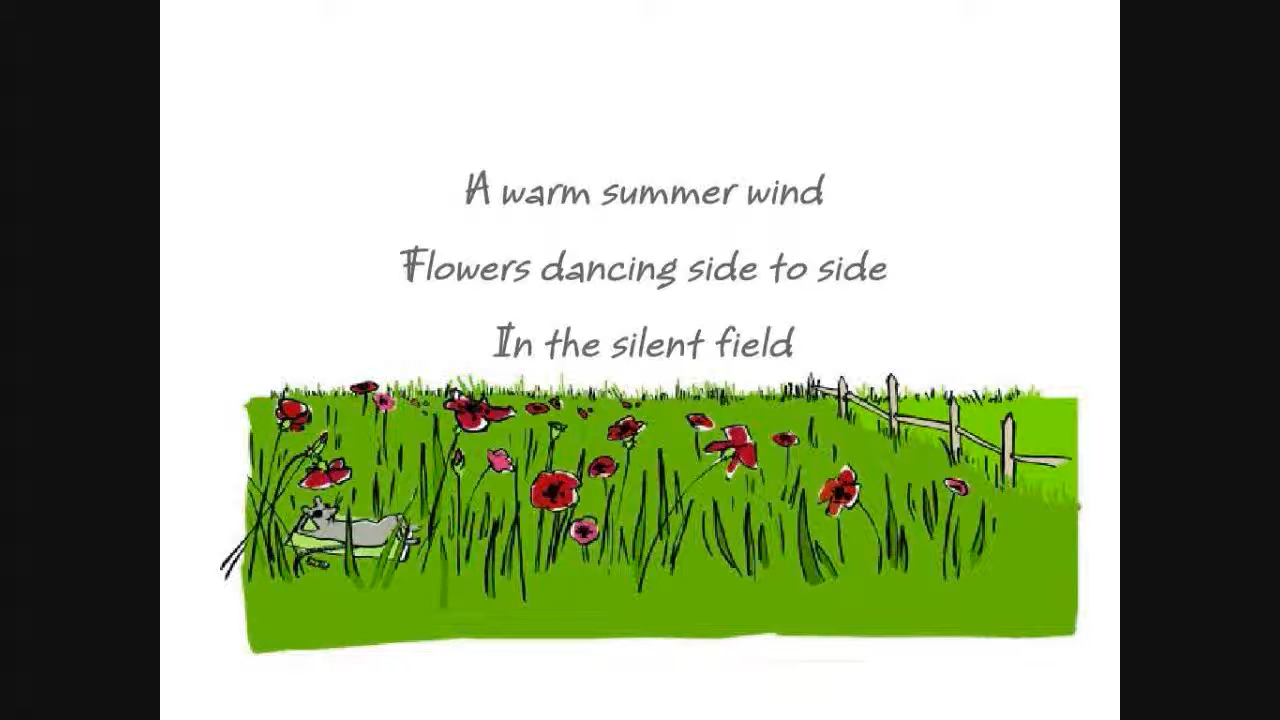 A warm summer wind
Flowers dancing side to side
In the silent field